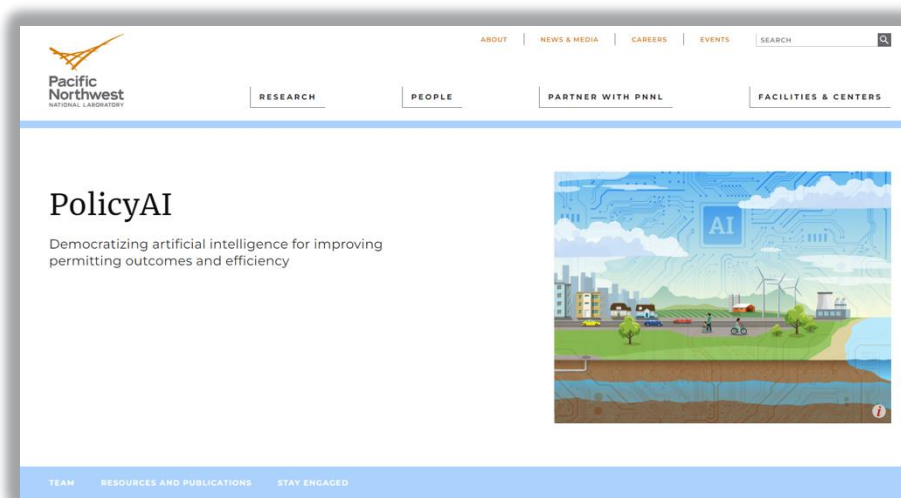 ABOUT NEWS & MEDIA CAREERS EVENTS SEARCH
Pacific
Northwest
NATIONAL LABORATORY
RESEARCH PEOPLE PARTNER WITH PNNL FACILITIES & CENTERS
PolicyAI
Democratizing artificial intelligence for improving
permitting outcomes and efficiency
AI
i
TEAM RESOURCES AND PUBLICATIONS STAY ENGAGED